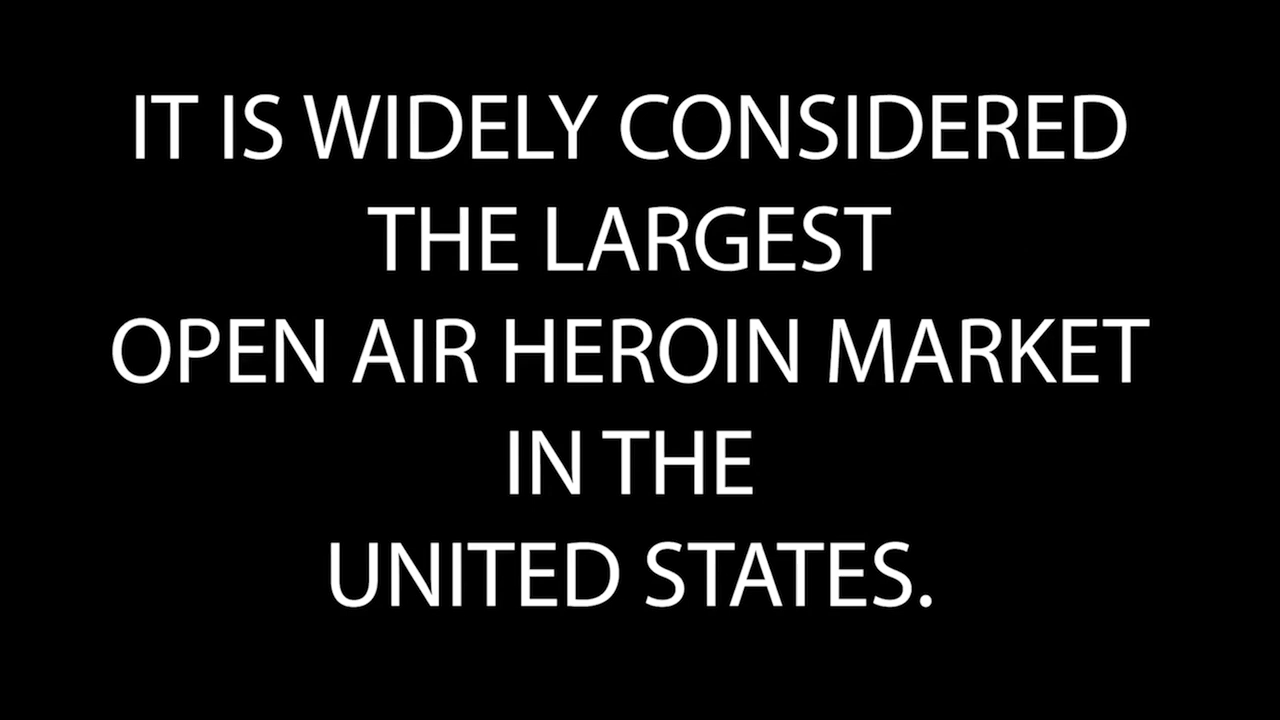 IT IS WIDELY CONSIDERED
THE LARGEST
OPEN AIR HEROIN MARKET
IN THE
UNITED STATES.